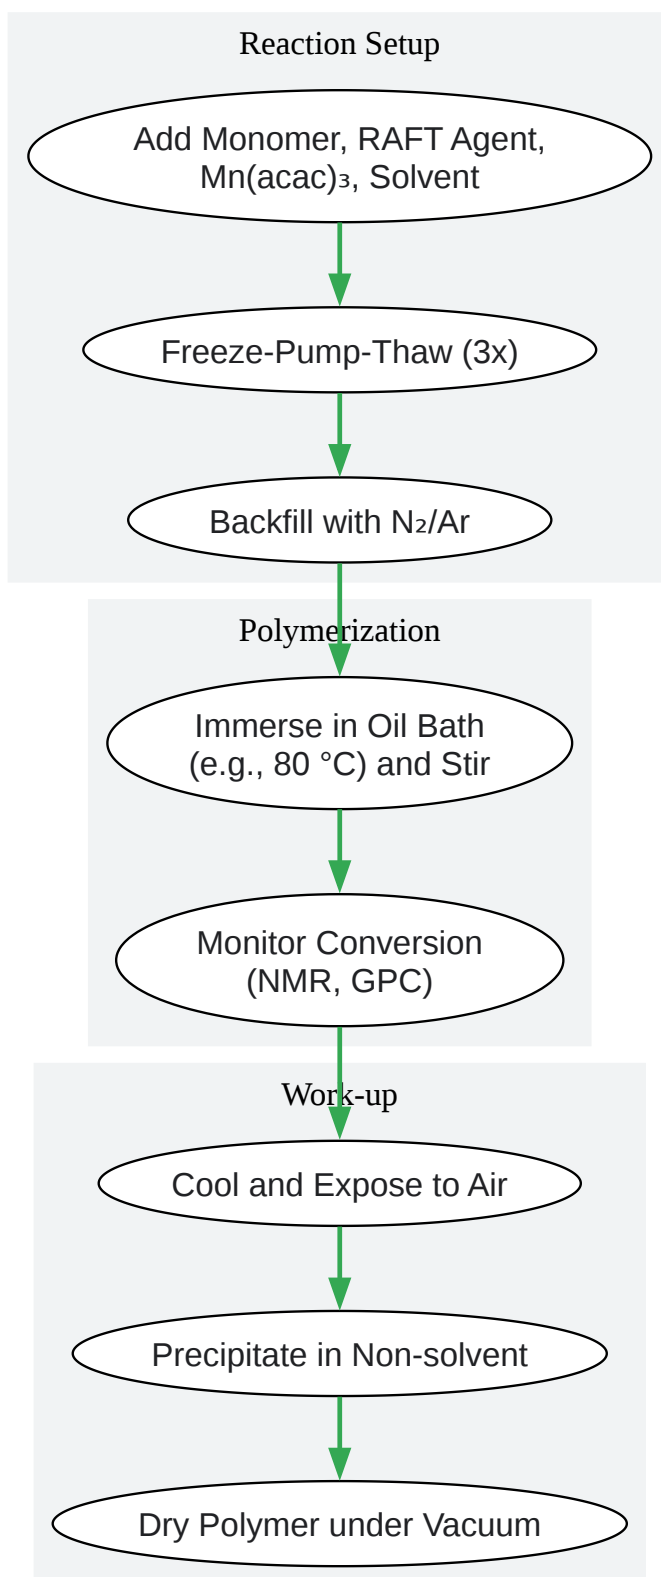 Reaction Setup
Add Monomer, RAFT Agent,
Mn(acac)₃, Solvent
Freeze-Pump-Thaw (3x)
Backfill with N₂/Ar
Polymerization
Immerse in Oil Bath
(e.g., 80 °C) and Stir
Monitor Conversion
(NMR, GPC)
Work-up
Cool and Expose to Air
Precipitate in Non-solvent
Dry Polymer under Vacuum